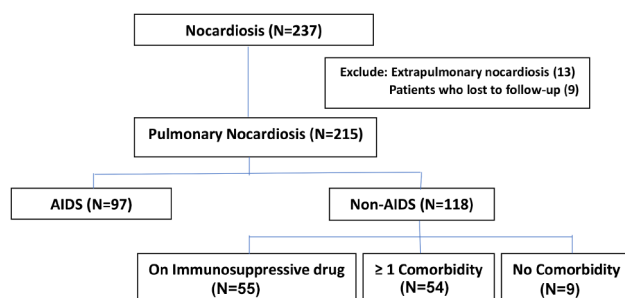 Nocardiosis (N=237)
Exclude: Extrapulmonary nocardiosis (13)
Patients who lost to follow-up (9)
Pulmonary Nocardiosis (N=215)
AIDS (N=97)
Non-AIDS (N=118)
On Immunosuppressive drug
(N=55)
≥ 1 Comorbidity
(N=54)
No Comorbidity
(N=9)